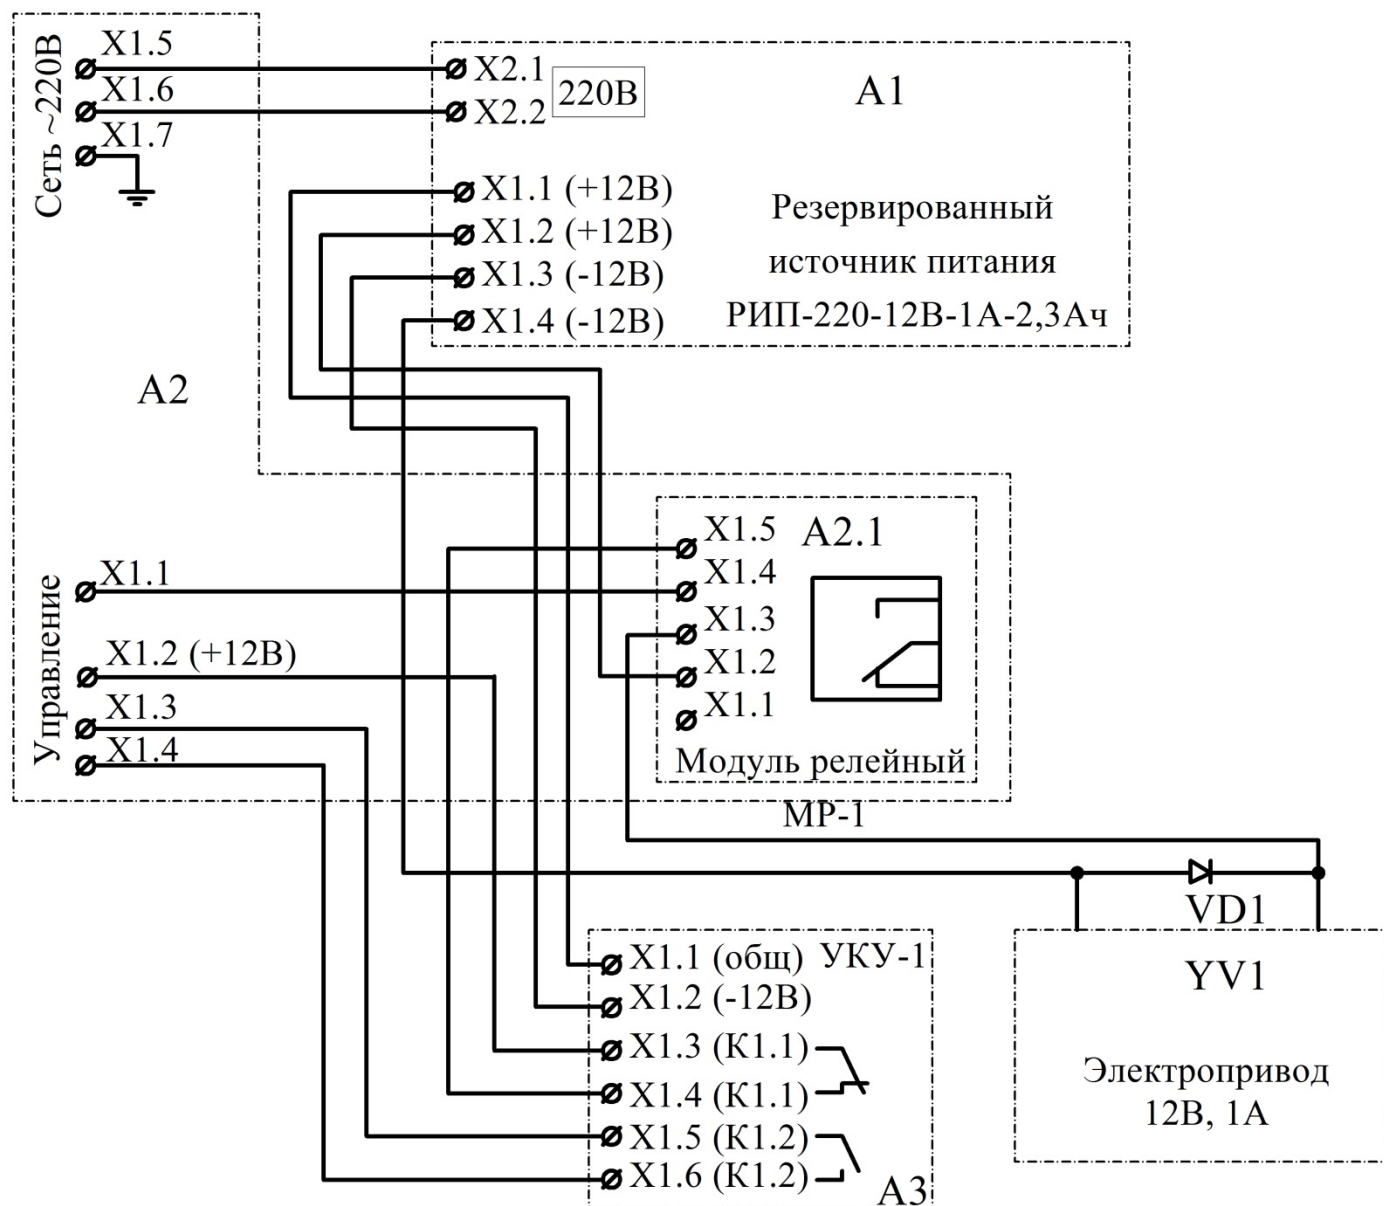 Сеть ~220В
X1.5
X1.6
X1.7
X2.1
X2.2
220В
А1
X1.1 (+12В)
X1.2 (+12В)
X1.3 (-12В)
X1.4 (-12В)
Резервированный
источник питания
РИП-220-12В-1А-2,3Ач
А2
Управление
X1.1
X1.2 (+12В)
X1.3
X1.4
X1.5
X1.4
X1.3
X1.2
X1.1
А2.1
Модуль релейный
МР-1
VD1
X1.1 (общ) УКУ-1
X1.2 (-12В)
X1.3 (К1.1)
X1.4 (К1.1)
X1.5 (К1.2)
X1.6 (К1.2)
А3
YV1
Электропривод
12В, 1А